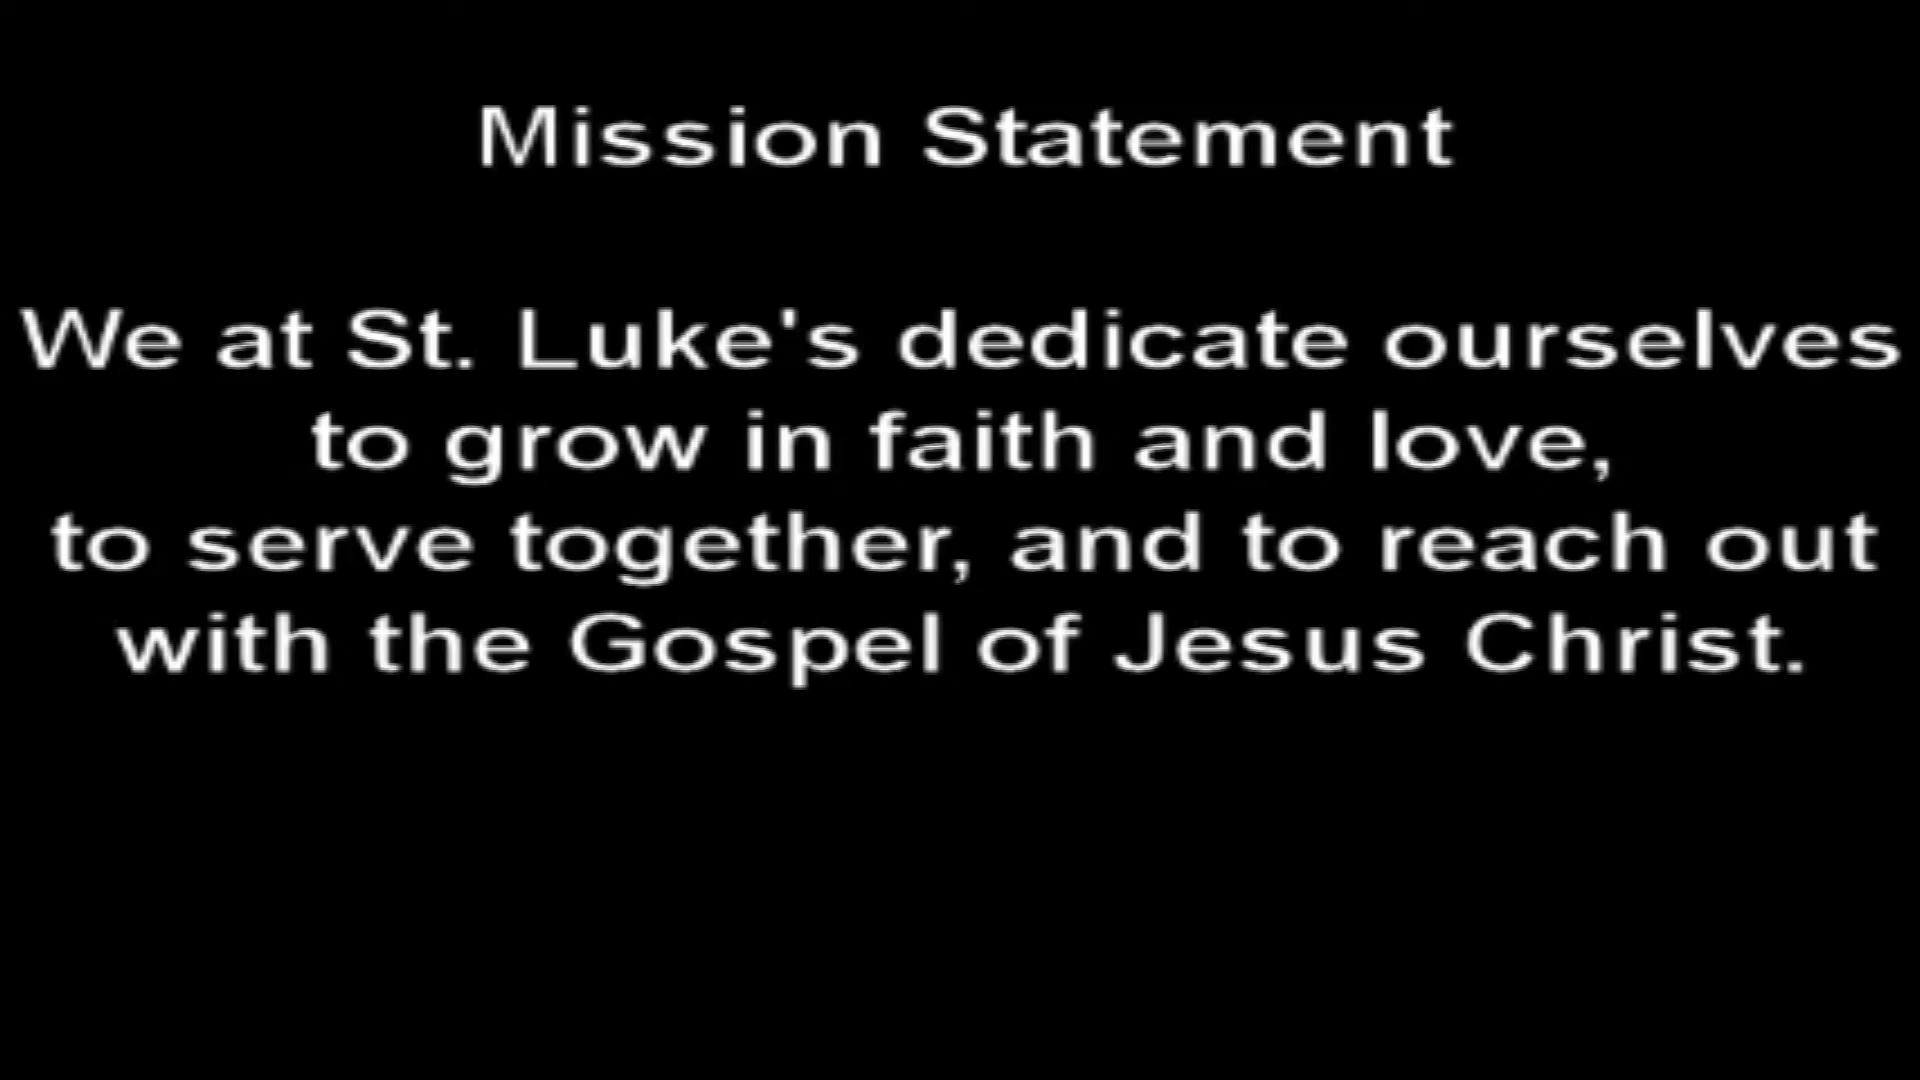 Mission Statement
We at St. Luke's dedicate ourselves
to grow in faith and love,
to serve together, and to reach out
with the Gospel of Jesus Christ.